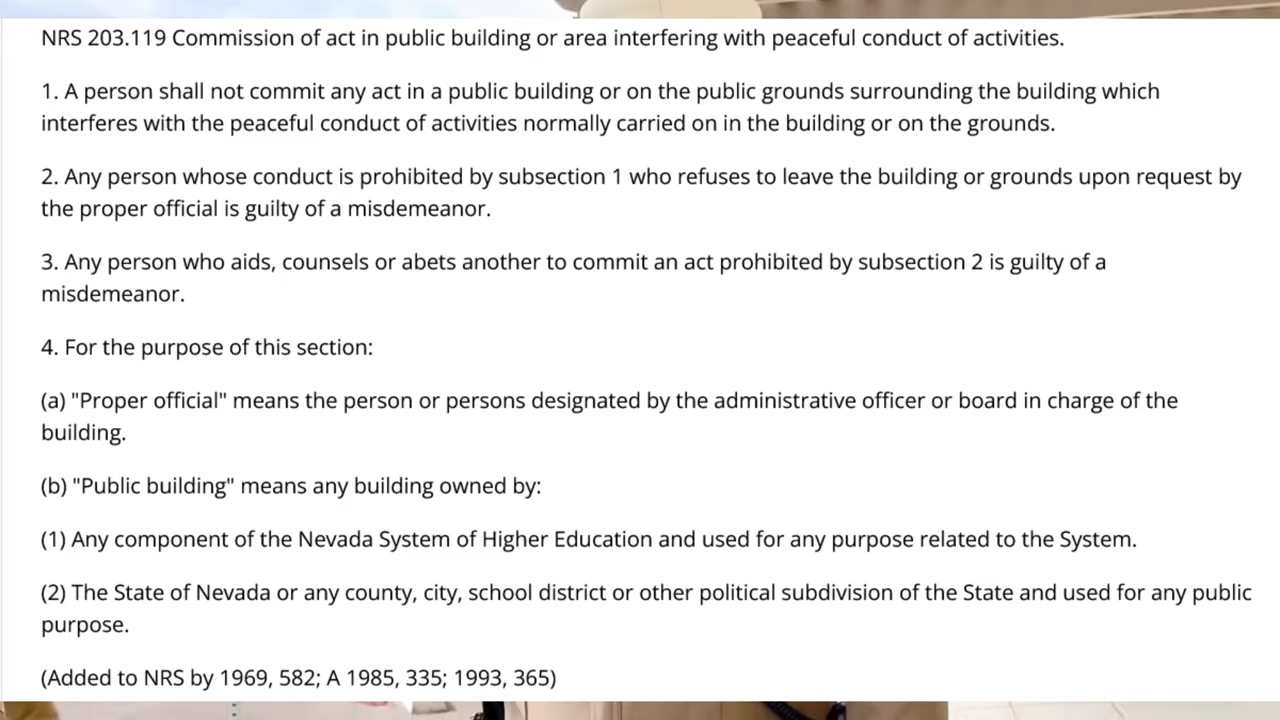 NRS 203.119 Commission of act in public building or area interfering with peaceful conduct of activities.
1. A person shall not commit any act in a public building or on the public grounds surrounding the building which
interferes with the peaceful conduct of activities normally carried on in the building or on the grounds.
2. Any person whose conduct is prohibited by subsection 1 who refuses to leave the building or grounds upon request by
the proper official is guilty of a misdemeanor.
3. Any person who aids, counsels or abets another to commit an act prohibited by subsection 2 is guilty of a
misdemeanor.
4. For the purpose of this section:
(a) "Proper official" means the person or persons designated by the administrative officer or board in charge of the
building.
(b) "Public building" means any building owned by:
(1) Any component of the Nevada System of Higher Education and used for any purpose related to the System.
(2) The State of Nevada or any county, city, school district or other political subdivision of the State and used for any public
purpose.
(Added to NRS by 1969, 582; A 1985, 335; 1993, 365)